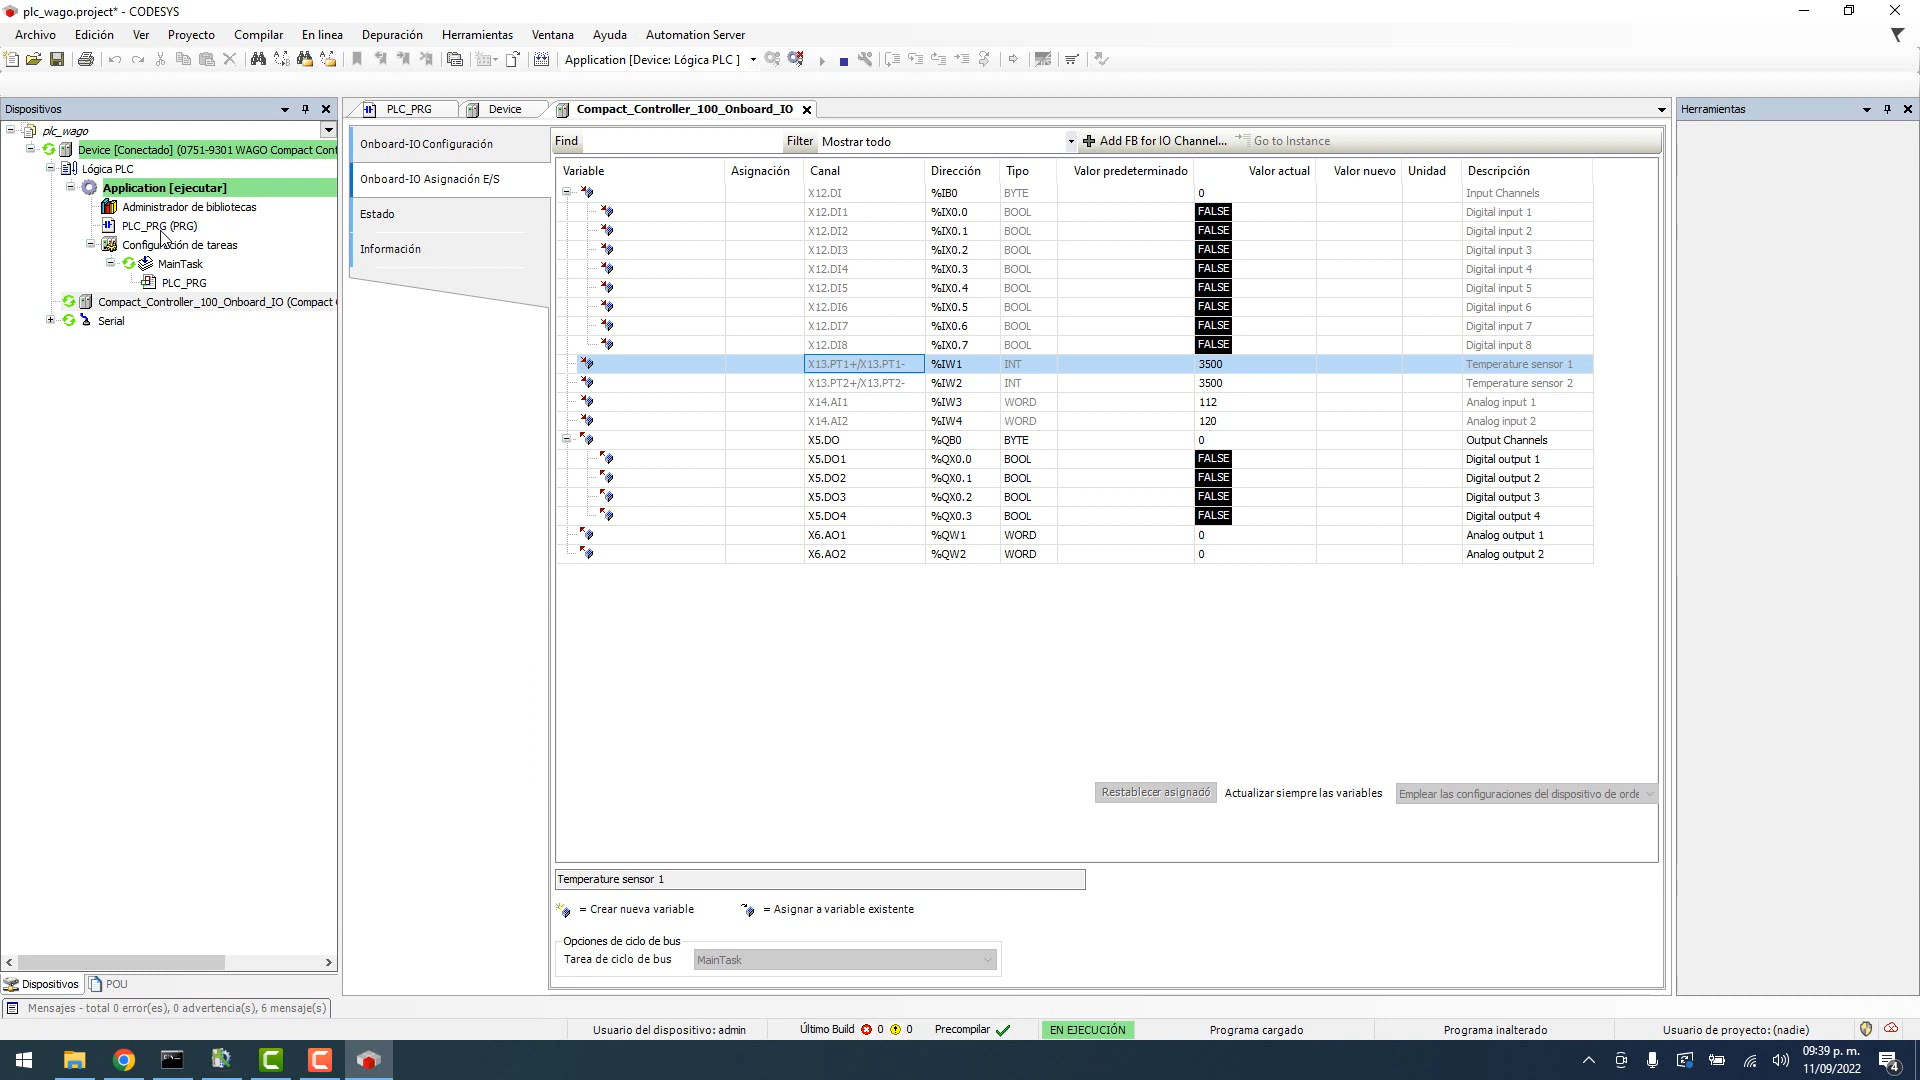 plc_wago.project* - CODESYS
Archivo Edición Ver Proyecto Compilar En linea Depuración Herramientas Ventana Ayuda Automation Server
Application [Device: Lógica PLC ]
Dispositivos
plc_wago
Device [Conectado] (0751-9301 WAGO Compact Cont
Lógica PLC
Application [ejecutar]
Administrador de bibliotecas
PLC_PRG (PRG)
Configuración de tareas
MainTask
PLC_PRG
Compact_Controller_100_Onboard_IO (Compact
Serial
Dispositivos POU
PLC_PRG Device Compact_Controller_100_Onboard_IO
Onboard-IO Configuración
Onboard-IO Asignación E/S
Estado
Información
Find Filter Mostrar todo Add FB for IO Channel... Go to Instance
Variable Asignación Canal Dirección Tipo Valor predeterminado Valor actual Valor nuevo Unidad Descripción
X12.DI %IB0 BYTE 0 Input Channels
X12.DI1 %IX0.0 BOOL FALSE Digital input 1
X12.DI2 %IX0.1 BOOL FALSE Digital input 2
X12.DI3 %IX0.2 BOOL FALSE Digital input 3
X12.DI4 %IX0.3 BOOL FALSE Digital input 4
X12.DI5 %IX0.4 BOOL FALSE Digital input 5
X12.DI6 %IX0.5 BOOL FALSE Digital input 6
X12.DI7 %IX0.6 BOOL FALSE Digital input 7
X12.DI8 %IX0.7 BOOL FALSE Digital input 8
X13.PT1+/X13.PT1- %IW1 INT 3500 Temperature sensor 1
X13.PT2+/X13.PT2- %IW2 INT 3500 Temperature sensor 2
X14.AI1 %IW3 WORD 112 Analog input 1
X14.AI2 %IW4 WORD 120 Analog input 2
X5.DO %QB0 BYTE 0 Output Channels
X5.DO1 %QX0.0 BOOL FALSE Digital output 1
X5.DO2 %QX0.1 BOOL FALSE Digital output 2
X5.DO3 %QX0.2 BOOL FALSE Digital output 3
X5.DO4 %QX0.3 BOOL FALSE Digital output 4
X6.AO1 %QW1 WORD 0 Analog output 1
X6.AO2 %QW2 WORD 0 Analog output 2
Restablecer asignació Actualizar siempre las variables Emplear las configuraciones del dispositivo de orde
Temperature sensor 1
= Crear nueva variable = Asignar a variable existente
Opciones de ciclo de bus
Tarea de ciclo de bus MainTask
Herramientas
Mensajes - total 0 error(es), 0 advertencia(s), 6 mensaje(s)
Usuario del dispositivo: admin Último Build 0 0 Precompilar EN EJECUCIÓN Programa cargado Programa inalterado Usuario de proyecto: (nadie)
09:39 p. m.
11/09/2022
4